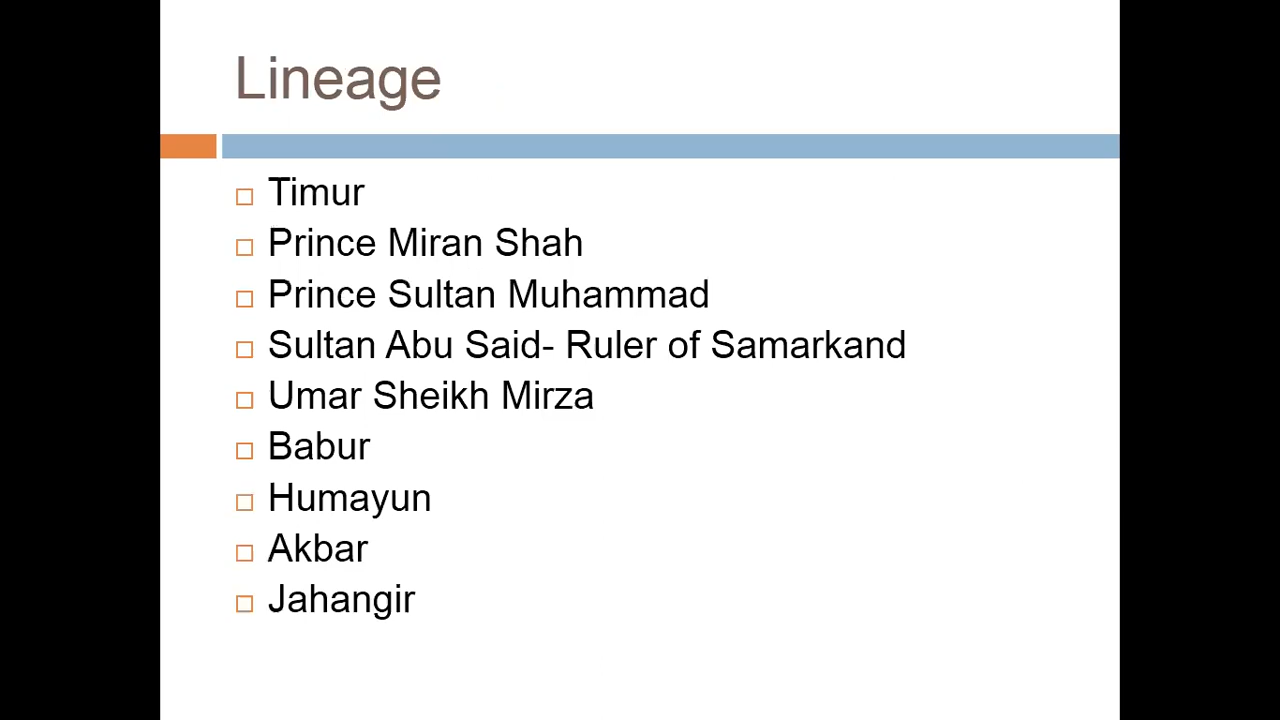 Lineage
Timur
Prince Miran Shah
Prince Sultan Muhammad
Sultan Abu Said- Ruler of Samarkand
Umar Sheikh Mirza
Babur
Humayun
Akbar
Jahangir